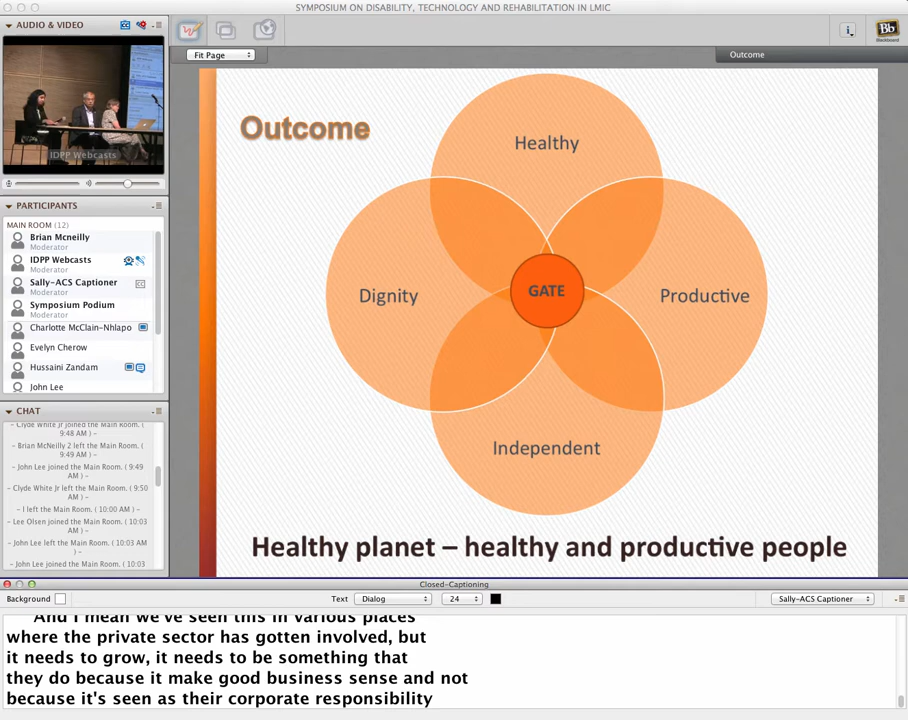 SYMPOSIUM ON DISABILITY, TECHNOLOGY AND REHABILITATION IN LMIC
AUDIO & VIDEO
IDPP Webcasts
PARTICIPANTS
MAIN ROOM (12)
Brian Mcneilly
Moderator
IDPP Webcasts
Moderator
Sally-ACS Captioner
Moderator
Symposium Podium
Moderator
Charlotte McClain-Nhlapo
Evelyn Cherow
Hussaini Zandam
John Lee
CHAT
- Clyde White Jr joined the Main Room. (
9:48 AM ) -
- Brian McNeilly 2 left the Main Room. (
9:49 AM ) -
- John Lee joined the Main Room. ( 9:49
AM ) -
- Clyde White Jr left the Main Room. ( 9:50
AM ) -
- I left the Main Room. ( 10:00 AM ) -
- Lee Olsen joined the Main Room. ( 10:03
AM ) -
- John Lee left the Main Room. ( 10:03 AM
) -
- John Lee joined the Main Room. ( 10:03
Fit Page
Bb
Blackboard
Outcome
Outcome
Healthy
Dignity
GATE
Productive
Independent
Healthy planet – healthy and productive people
Closed-Captioning
Background
Text
Dialog
24
Sally-ACS Captioner
And I mean we've seen this in various places
where the private sector has gotten involved, but
it needs to grow, it needs to be something that
they do because it make good business sense and not
because it's seen as their corporate responsibility